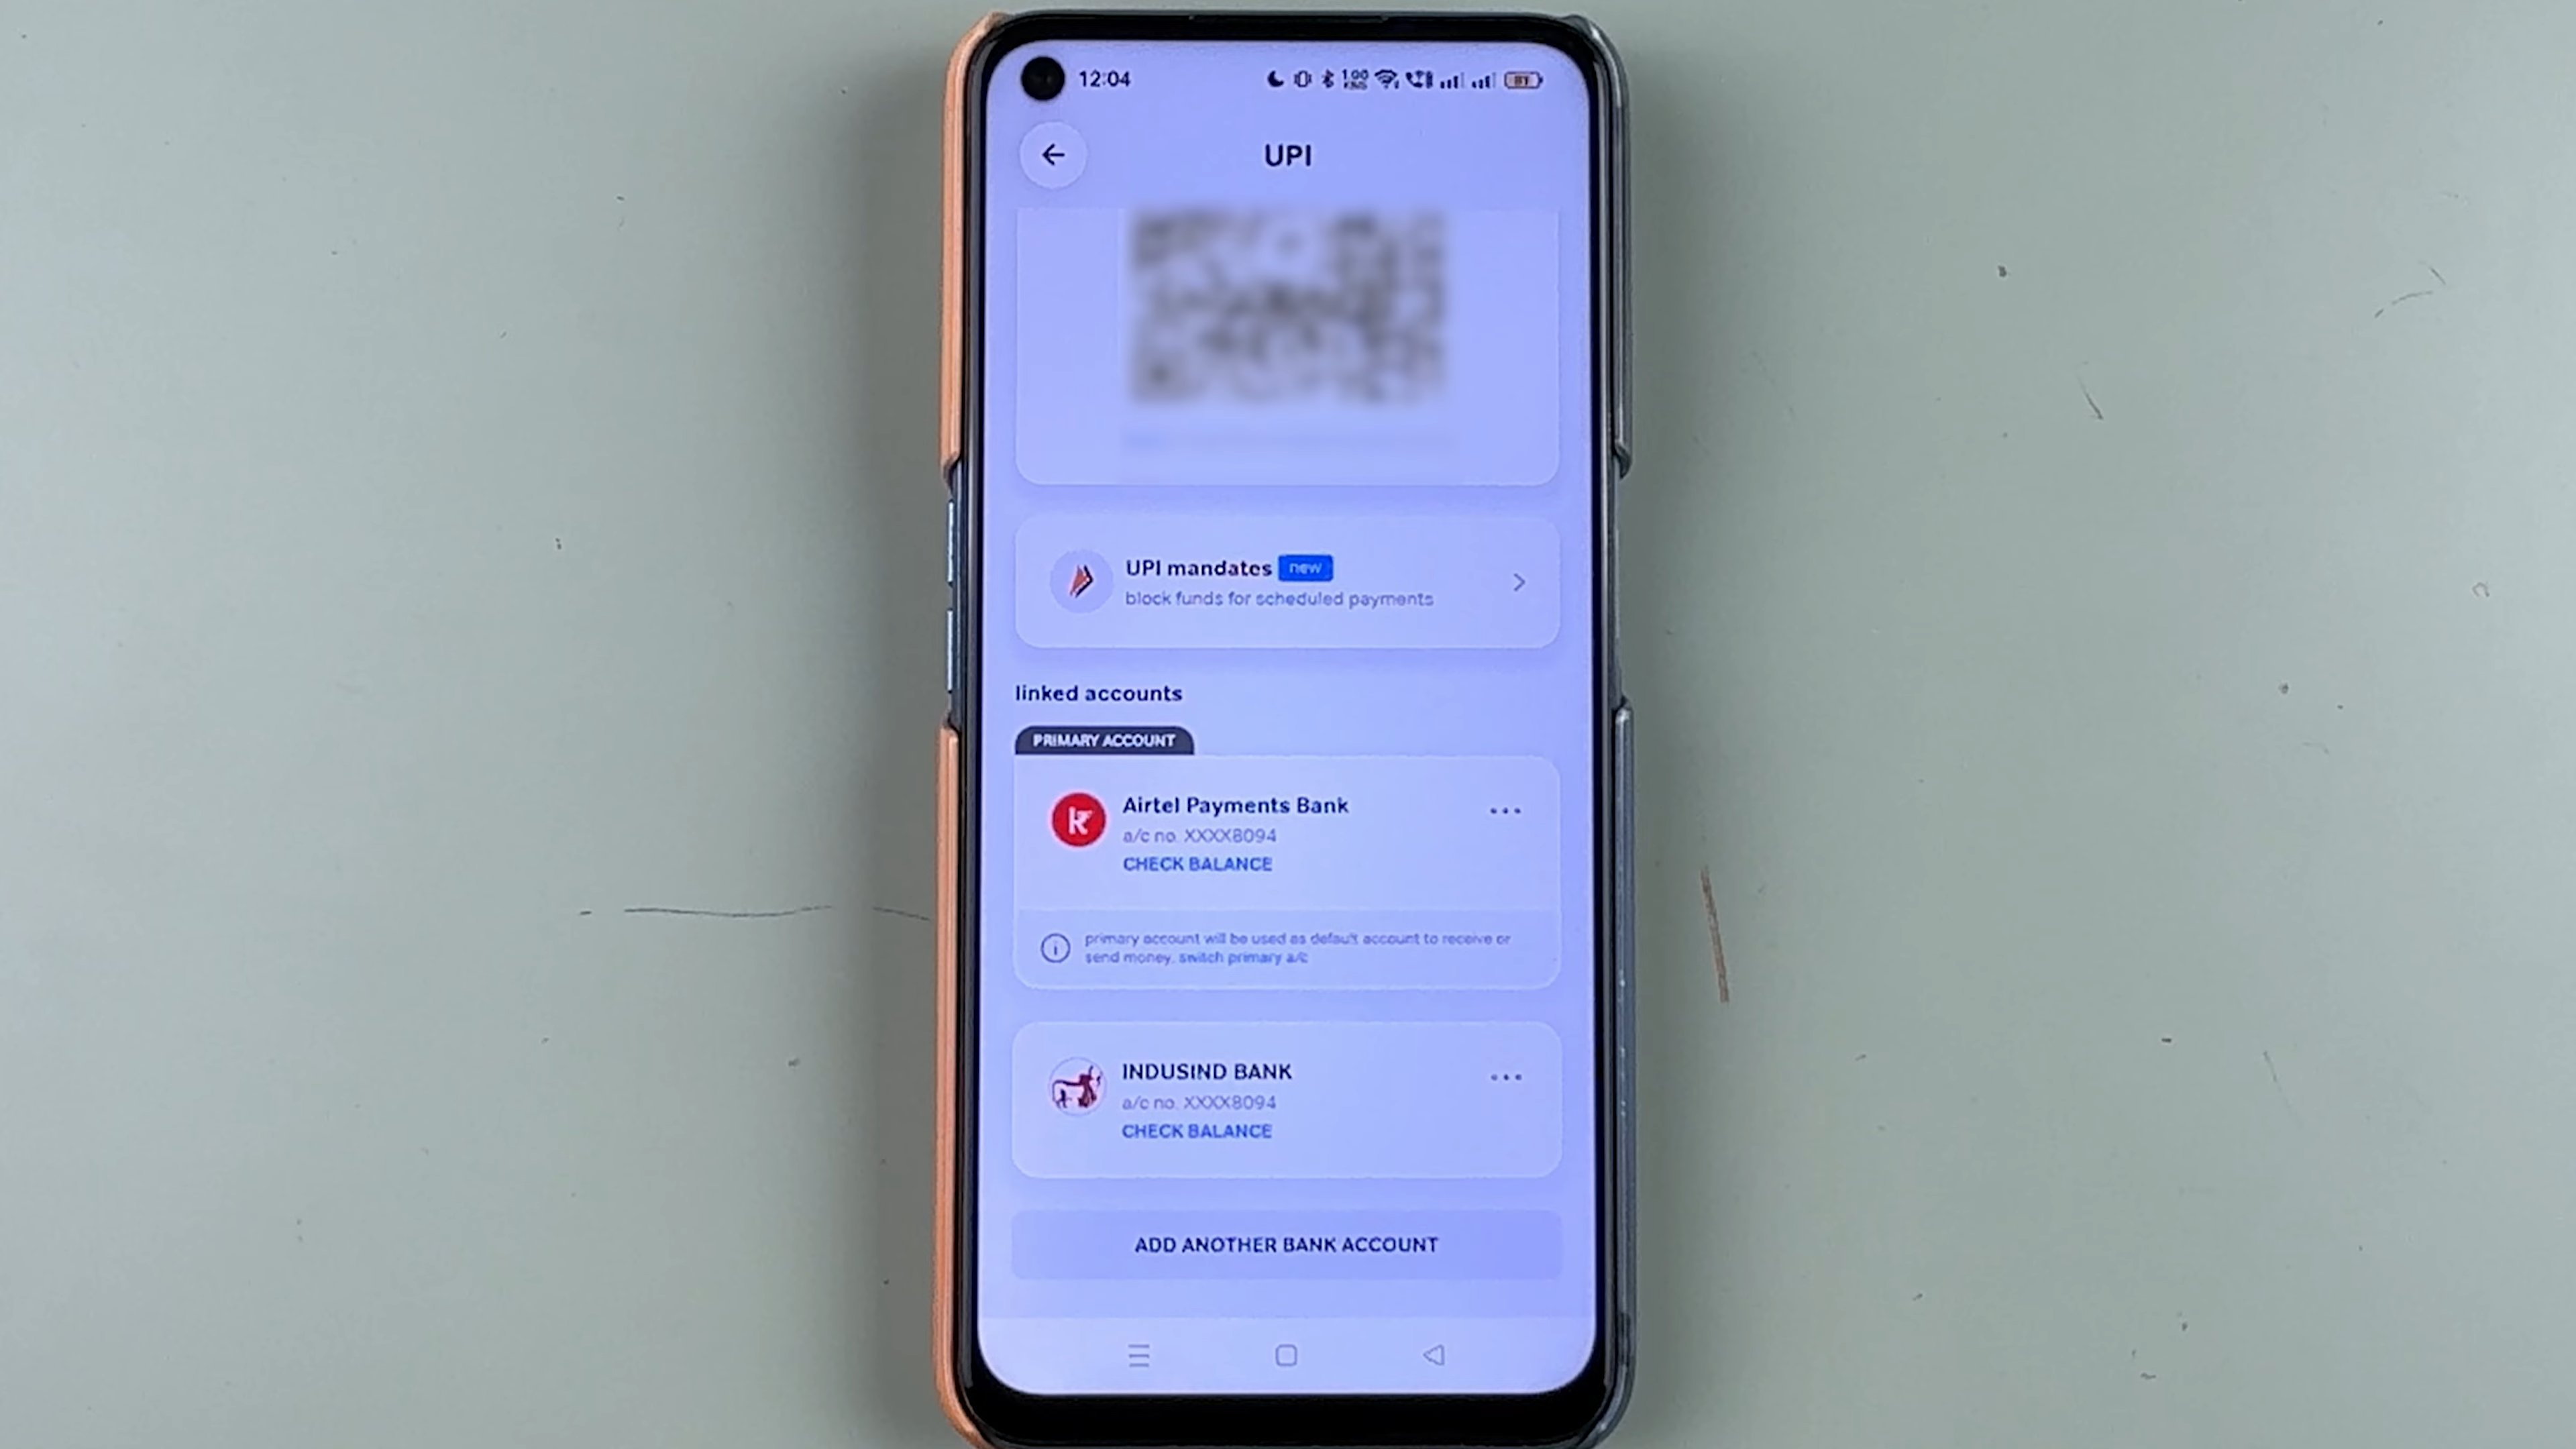 12:04
UPI
UPI mandates new
block funds for scheduled payments
linked accounts
PRIMARY ACCOUNT
Airtel Payments Bank
a/c no. XXXX8094
CHECK BALANCE
primary account will be used as default account to receive or
send money. switch primary a/c
INDUSIND BANK
a/c no. XXXX8094
CHECK BALANCE
ADD ANOTHER BANK ACCOUNT